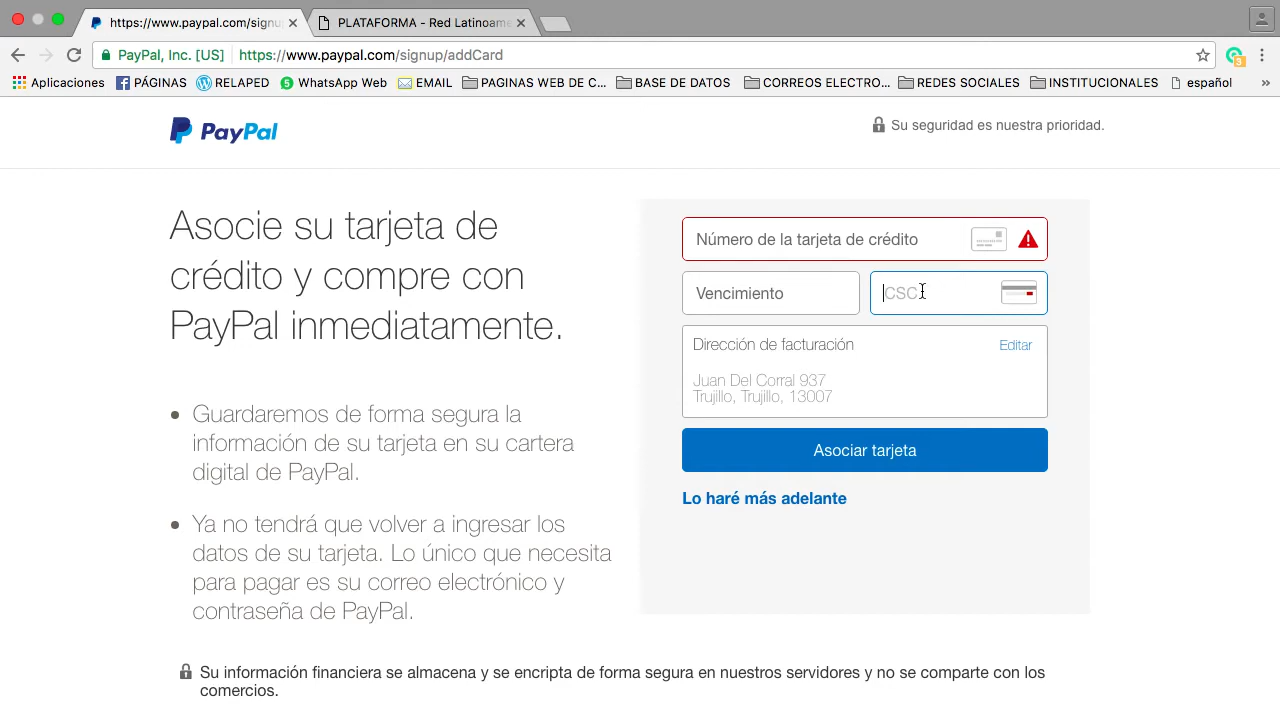 https://www.paypal.com/signu
PLATAFORMA - Red Latinoame
PayPal, Inc. [US]
https://www.paypal.com/signup/addCard
3
Aplicaciones
PÁGINAS
RELAPED
WhatsApp Web
EMAIL
PAGINAS WEB DE C...
BASE DE DATOS
CORREOS ELECTRO...
REDES SOCIALES
INSTITUCIONALES
español
»
PayPal
Su seguridad es nuestra prioridad.
Asocie su tarjeta de
crédito y compre con
PayPal inmediatamente.
• Guardaremos de forma segura la
información de su tarjeta en su cartera
digital de PayPal.
• Ya no tendrá que volver a ingresar los
datos de su tarjeta. Lo único que necesita
para pagar es su correo electrónico y
contraseña de PayPal.
Número de la tarjeta de crédito
Vencimiento
CSC
Dirección de facturación
Editar
Juan Del Corral 937
Trujillo, Trujillo, 13007
Asociar tarjeta
Lo haré más adelante
Su información financiera se almacena y se encripta de forma segura en nuestros servidores y no se comparte con los
comercios.